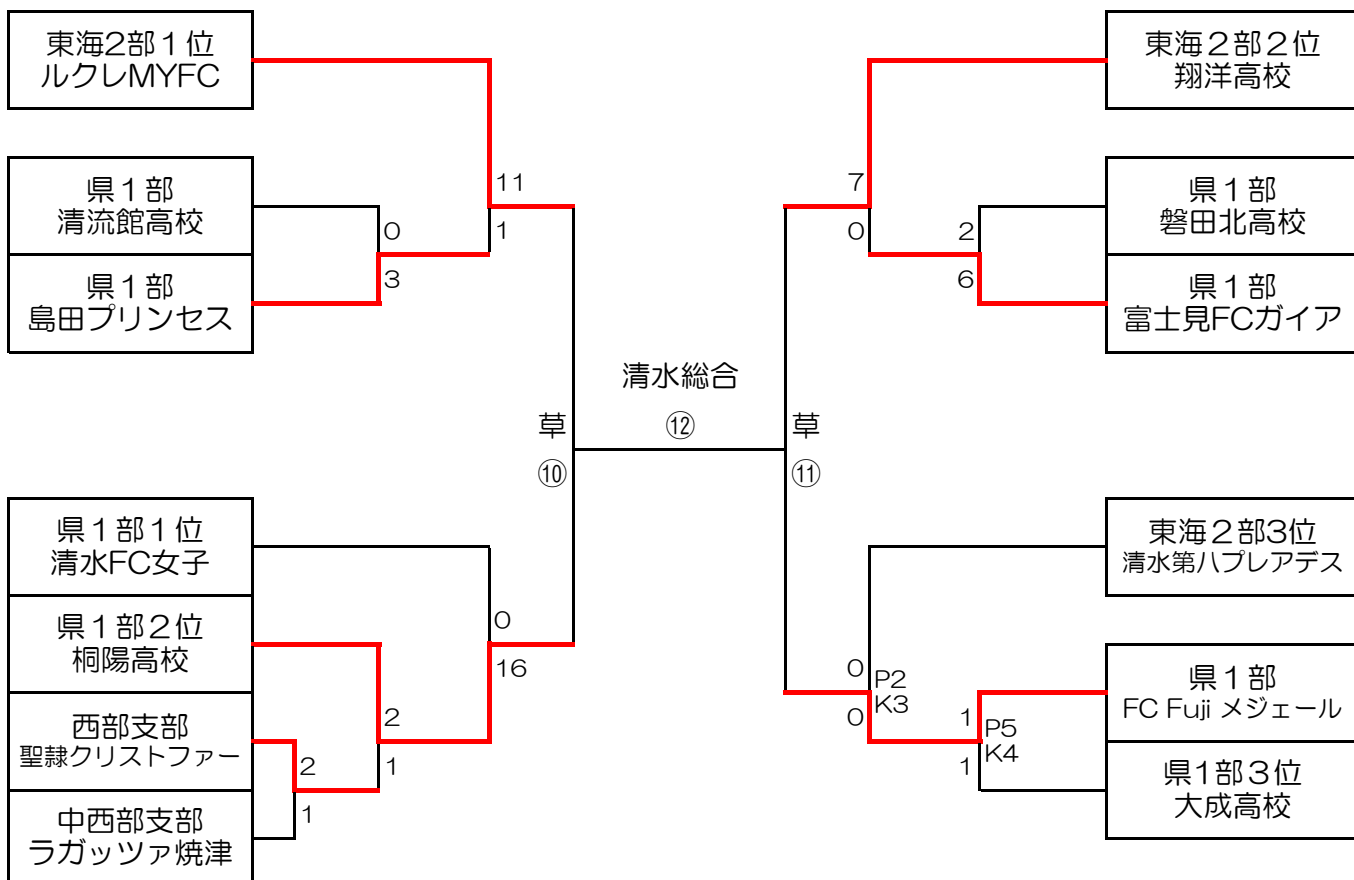 東海2部１位
ルクレMYFC
県１部
清流館高校
県１部
島田プリンセス
0
3
11
1
県１部１位
清水FC女子
県１部２位
桐陽高校
西部支部
聖隷クリストファー
中西部支部
ラガッツァ焼津
2
1
2
1
0
16
草
⑩
清水総合
⑫
草
⑪
東海２部２位
翔洋高校
県１部
磐田北高校
県１部
富士見FCガイア
7
0
2
6
東海２部3位
清水第八プレアデス
県１部
FC Fuji メジェール
県1部３位
大成高校
0
P2
K3
0
1
P5
K4
1